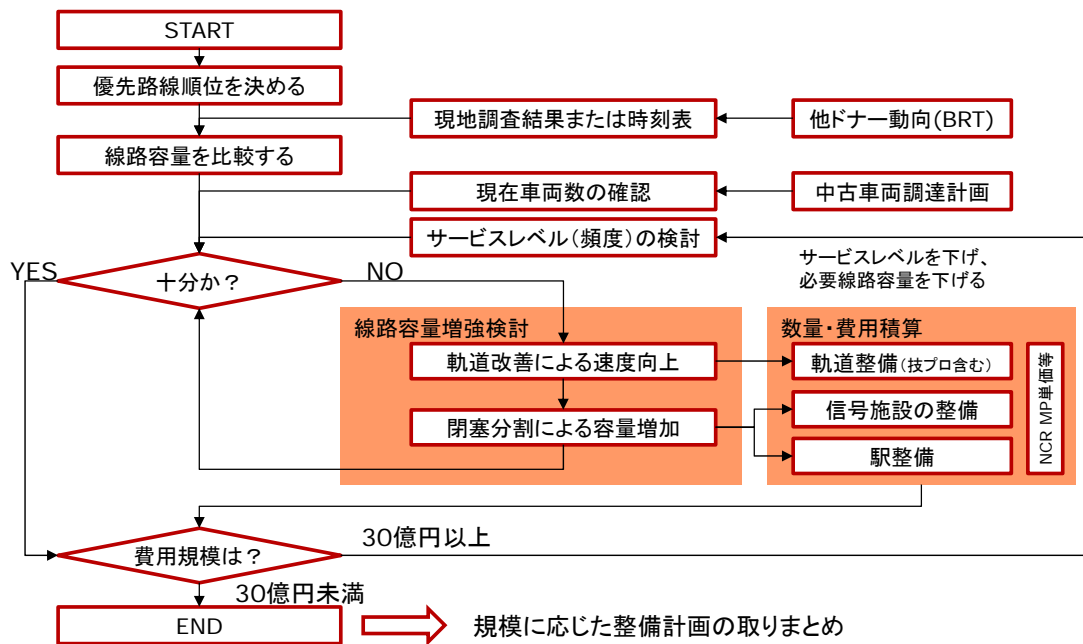 START
優先路線順位を決める
現地調査結果または時刻表
他ドナー動向(BRT)
線路容量を比較する
現在車両数の確認
中古車両調達計画
サービスレベル(頻度)の検討
YES
十分か?
NO
サービスレベルを下げ、
必要線路容量を下げる
線路容量増強検討
数量・費用積算
軌道改善による速度向上
軌道整備(技プロ含む)
閉塞分割による容量増加
信号施設の整備
駅整備
NCR MP単価等
費用規模は?
30億円以上
30億円未満
END
規模に応じた整備計画の取りまとめ